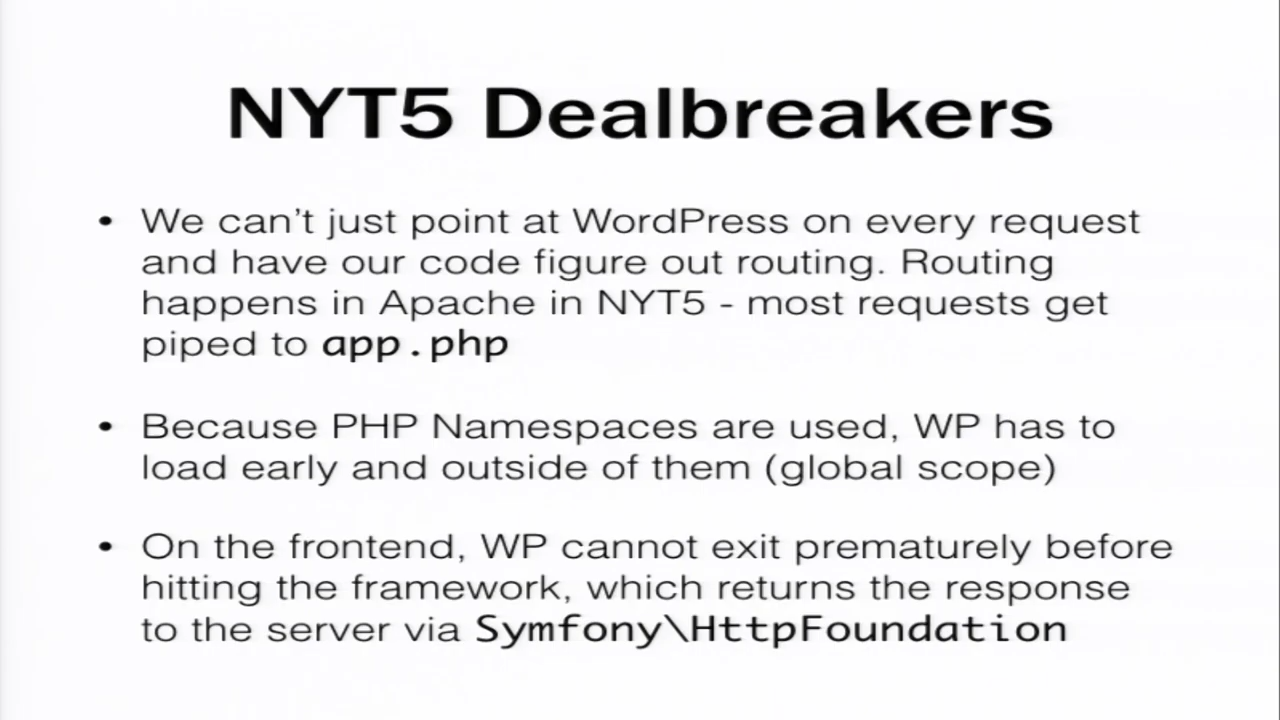 NYT5 Dealbreakers
• We can’t just point at WordPress on every request
and have our code figure out routing. Routing
happens in Apache in NYT5 - most requests get
piped to app.php
• Because PHP Namespaces are used, WP has to
load early and outside of them (global scope)
• On the frontend, WP cannot exit prematurely before
hitting the framework, which returns the response
to the server via Symfony\HttpFoundation